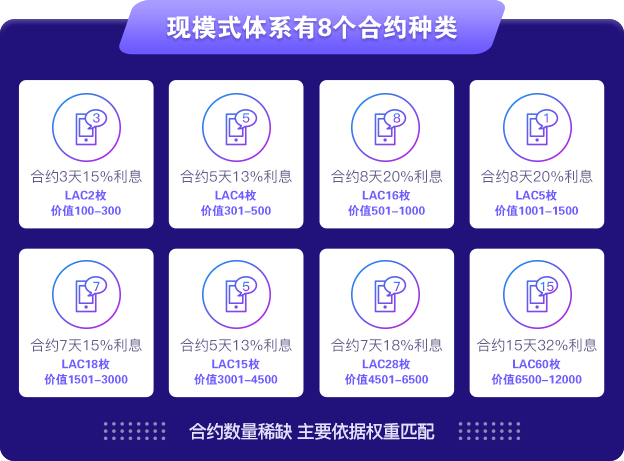 现模式体系有8个合约种类
3
合约3天15%利息
LAC2枚
价值100-300
5
合约5天13%利息
LAC4枚
价值301-500
8
合约8天20%利息
LAC16枚
价值501-1000
1
合约8天20%利息
LAC5枚
价值1001-1500
7
合约7天15%利息
LAC18枚
价值1501-3000
5
合约5天13%利息
LAC15枚
价值3001-4500
7
合约7天18%利息
LAC28枚
价值4501-6500
15
合约15天32%利息
LAC60枚
价值6500-12000
合约数量稀缺 主要依据权重匹配